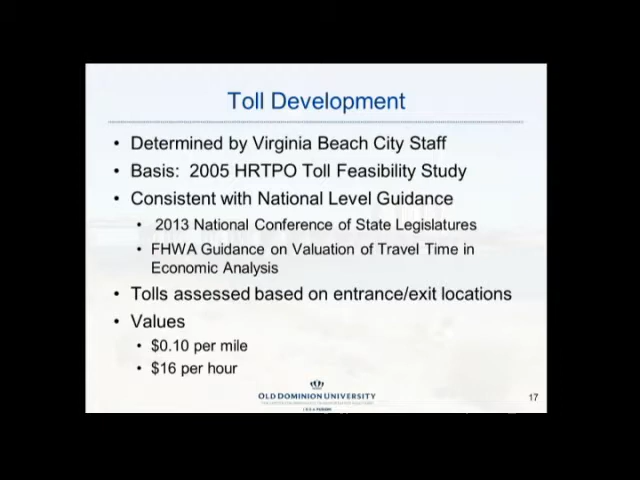 Toll Development
• Determined by Virginia Beach City Staff
• Basis: 2005 HRTPO Toll Feasibility Study
• Consistent with National Level Guidance
• 2013 National Conference of State Legislatures
• FHWA Guidance on Valuation of Travel Time in
Economic Analysis
• Tolls assessed based on entrance/exit locations
• Values
• $0.10 per mile
• $16 per hour
OLD DOMINION UNIVERSITY
17